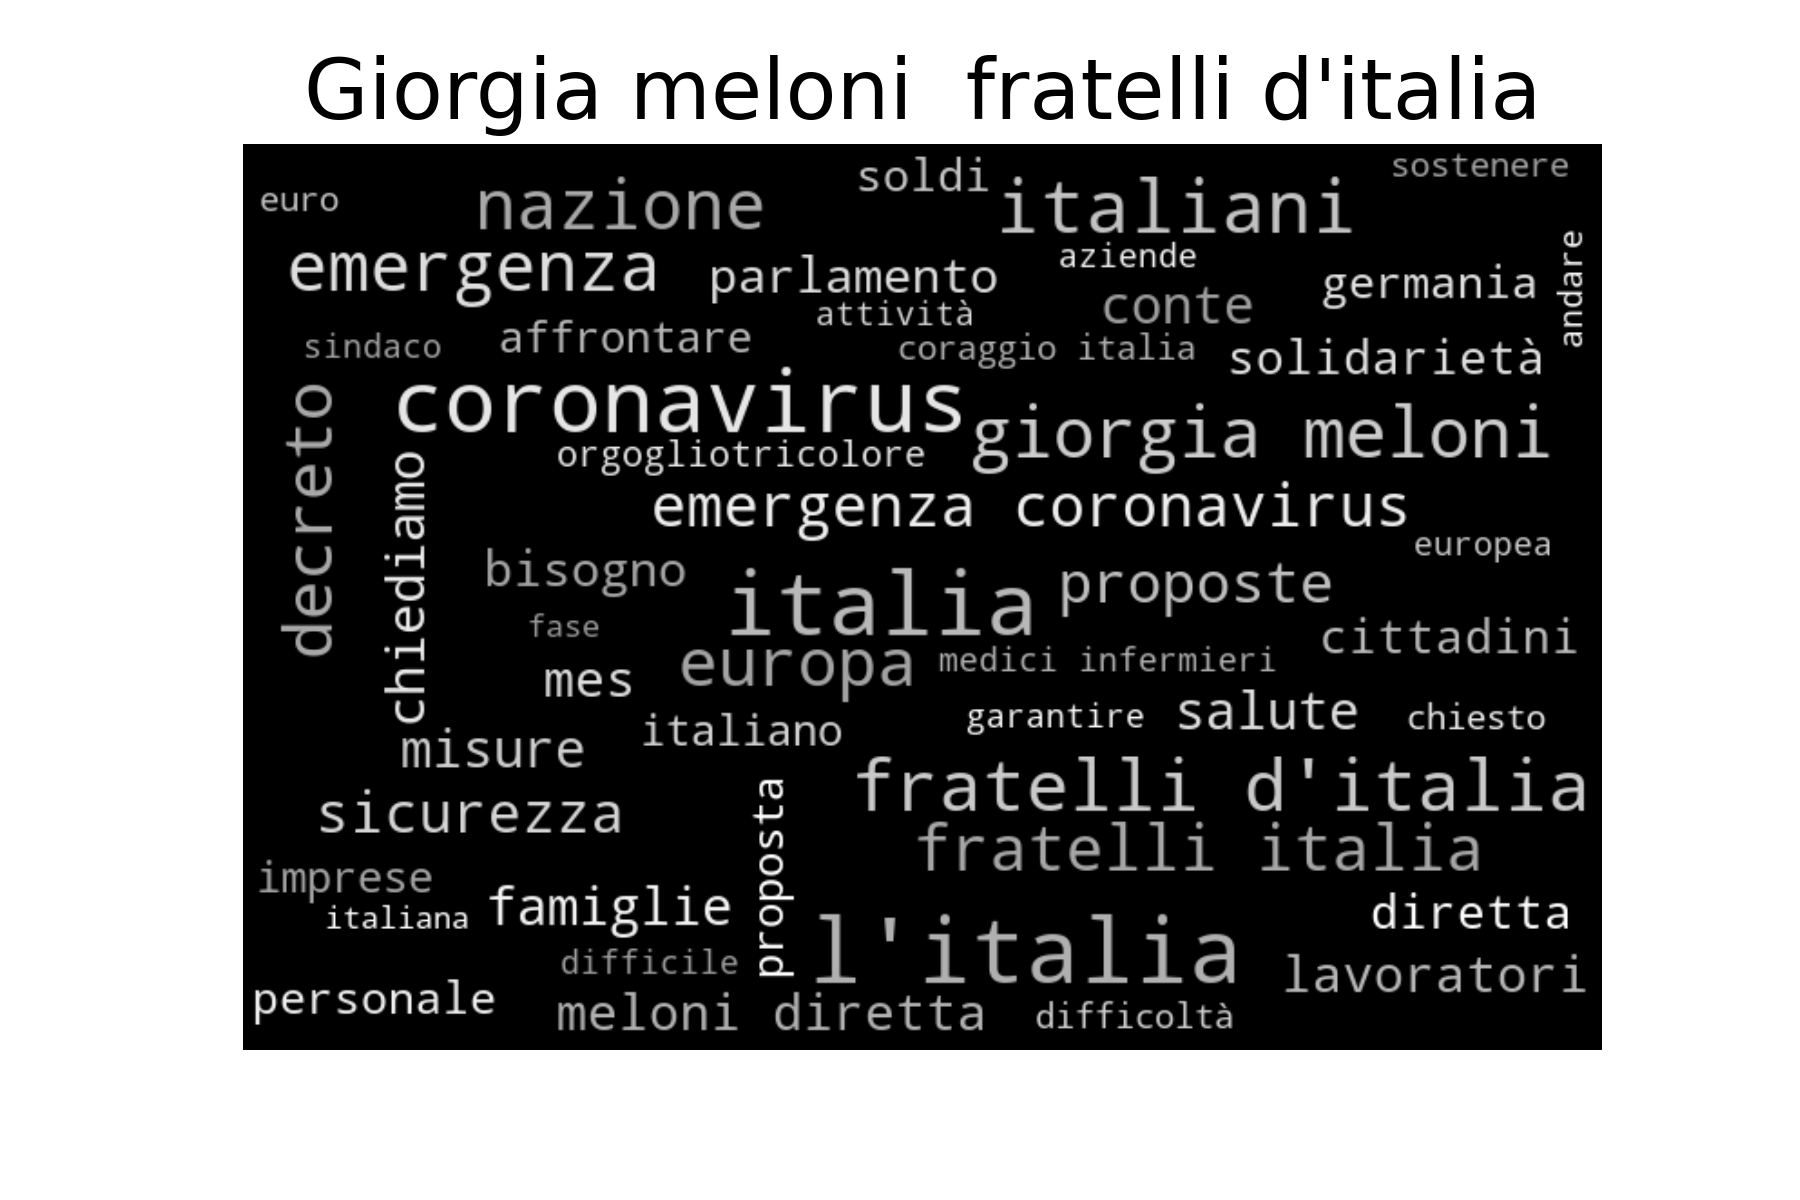 Giorgia meloni  fratelli d'italia
soldi
sostenere
euro
nazione
italiani
emergenza
parlamento
aziende
germania
andare
attività
conte
sindaco
affrontare
coraggio italia
solidarietà
coronavirus
decreto
giorgia meloni
orgogliotricolore
chiediamo
emergenza coronavirus
europea
bisogno
italia
proposte
fase
cittadini
mes
europa
medici infermieri
garantire
salute
chiesto
italiano
misure
fratelli d'italia
sicurezza
proposta
fratelli italia
imprese
italiana
famiglie
diretta
l'italia
difficile
lavoratori
personale
meloni diretta
difficoltà